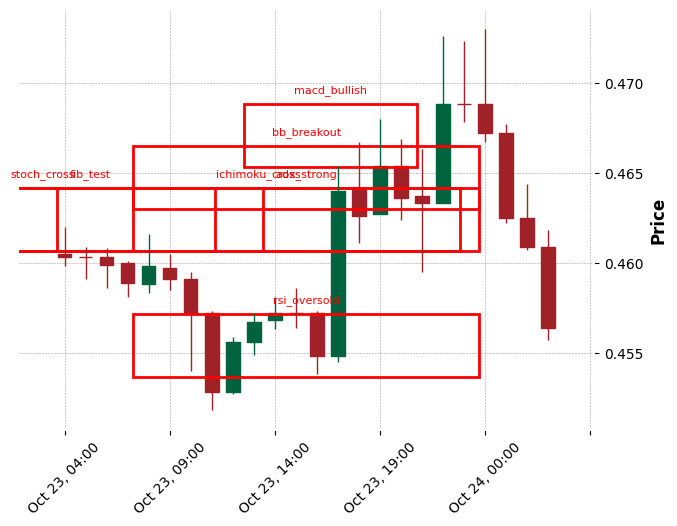 macd_bullish
0.470
bb_breakout
0.465
stoch_cross
fib_test
ichimoku_cross
adx_strong
Price
0.460
rsi_oversold
0.455
Oct 23, 04:00
Oct 23, 09:00
Oct 23, 14:00
Oct 23, 19:00
Oct 24, 00:00